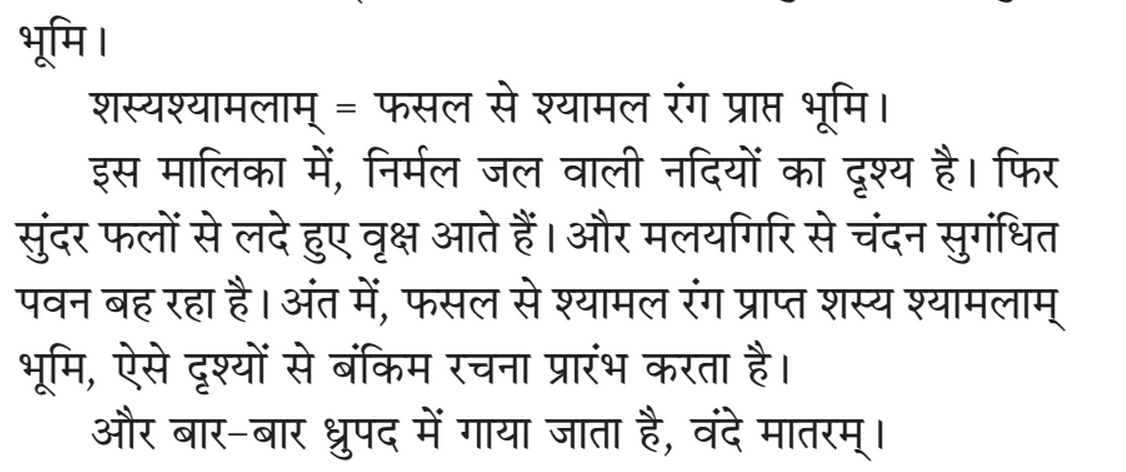 भूमि।
शस्यश्यामलाम् = फसल से श्यामल रंग प्राप्त भूमि।
इस मालिका में, निर्मल जल वाली नदियों का दृश्य है। फिर
सुंदर फलों से लदे हुए वृक्ष आते हैं। और मलयगिरि से चंदन सुगंधित
पवन बह रहा है। अंत में, फसल से श्यामल रंग प्राप्त शस्य श्यामलाम्
भूमि, ऐसे दृश्यों से बंकिम रचना प्रारंभ करता है।
और बार-बार ध्रुपद में गाया जाता है, वंदे मातरम्।